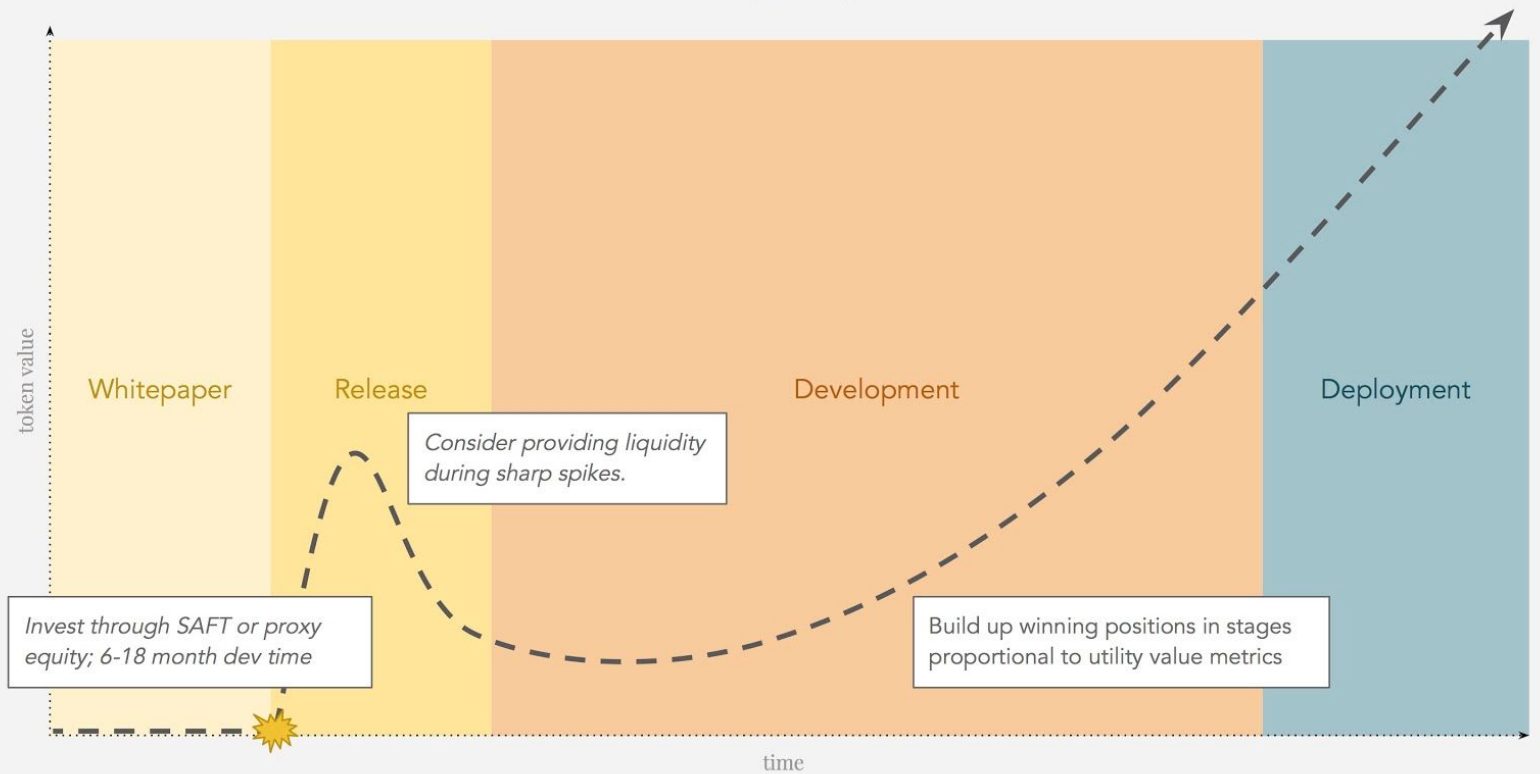 token value
Whitepaper
Release
Development
Deployment
Consider providing liquidity
during sharp spikes.
Invest through SAFT or proxy
equity; 6-18 month dev time
Build up winning positions in stages
proportional to utility value metrics
time